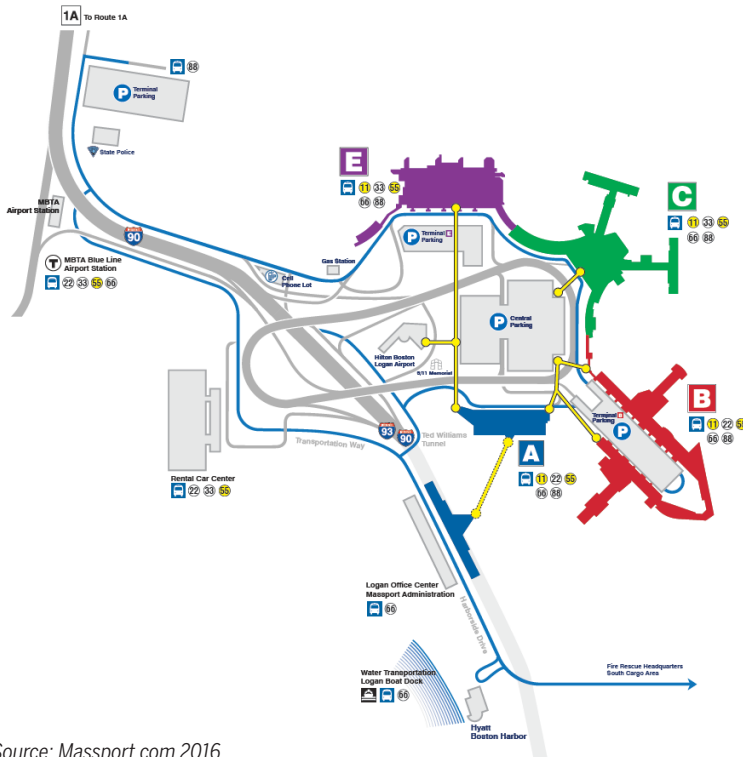 1A To Route 1A
88
P Terminal
Parking
State Police
MBTA
Airport Station
90
T MBTA Blue Line
Airport Station
22 33 55 66
E
11 33 55
66 88
C
11 33 55
66 88
Gas Station
P Terminal E
Parking
Cell
Phone Lot
P Central
Parking
Hilton Boston
Logan Airport
9/11 Memorial
Terminal B
Parking
P
B
11 22 55
66 88
93 90
Ted Williams
Tunnel
Transportation Way
A
11 22 55
66 88
Rental Car Center
22 33 55
Logan Office Center
Massport Administration
66
Harborside Drive
Water Transportation
Logan Boat Dock
66
Fire Rescue Headquarters
South Cargo Area
Hyatt
Boston Harbor
Source: Massport.com 2016